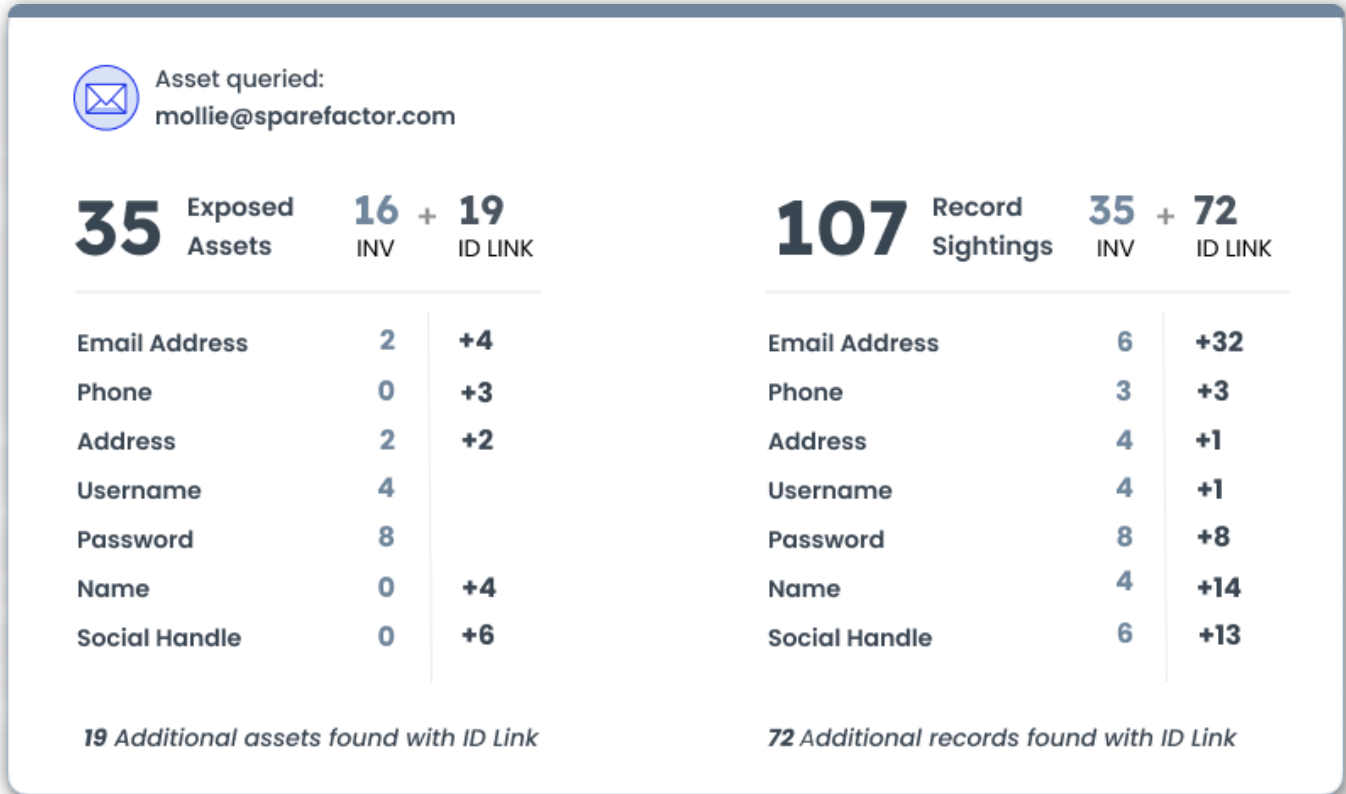 Asset queried:
mollie@sparefactor.com
35 Exposed Assets 16 INV + 19 ID LINK
Email Address 2 +4
Phone 0 +3
Address 2 +2
Username 4
Password 8
Name 0 +4
Social Handle 0 +6
19 Additional assets found with ID Link
107 Record Sightings 35 INV + 72 ID LINK
Email Address 6 +32
Phone 3 +3
Address 4 +1
Username 4 +1
Password 8 +8
Name 4 +14
Social Handle 6 +13
72 Additional records found with ID Link